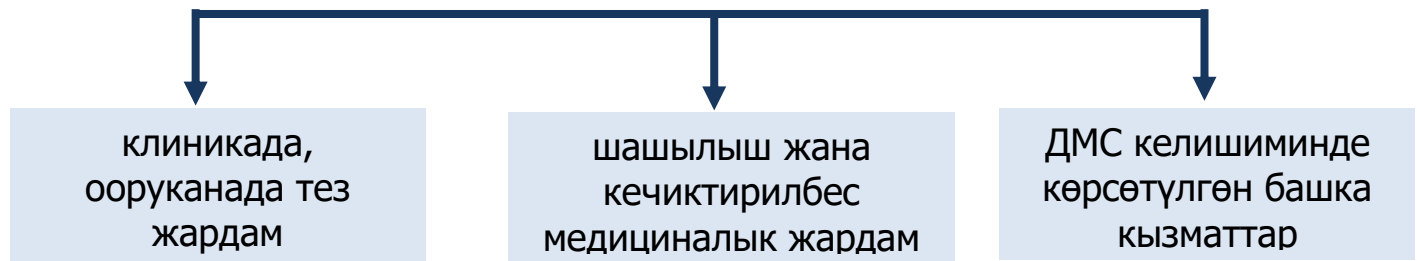 клиникада,
ооруканада тез
жардам
шашылыш жана
кечиктирилбес
медициналык жардам
ДМС келишиминде
көрсөтүлгөн башка
кызматтар